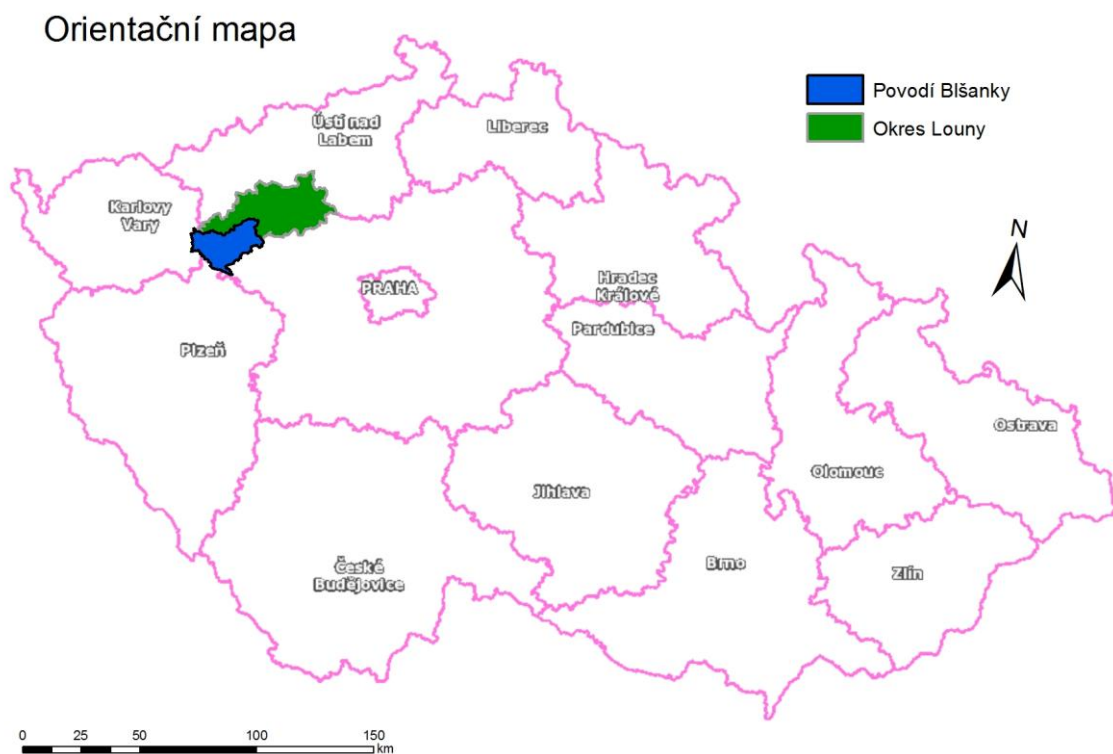 Orientační mapa
Povodí Blšanky
Okres Louny
Ústí nad
Labem
Liberec
Karlovy
Vary
PRAHA
Hradec
Králové
N
Pardubice
Plzeň
Ostrava
Olomouc
Jihlava
Brno
Zlín
České
Budějovice
0 50 100 150
km